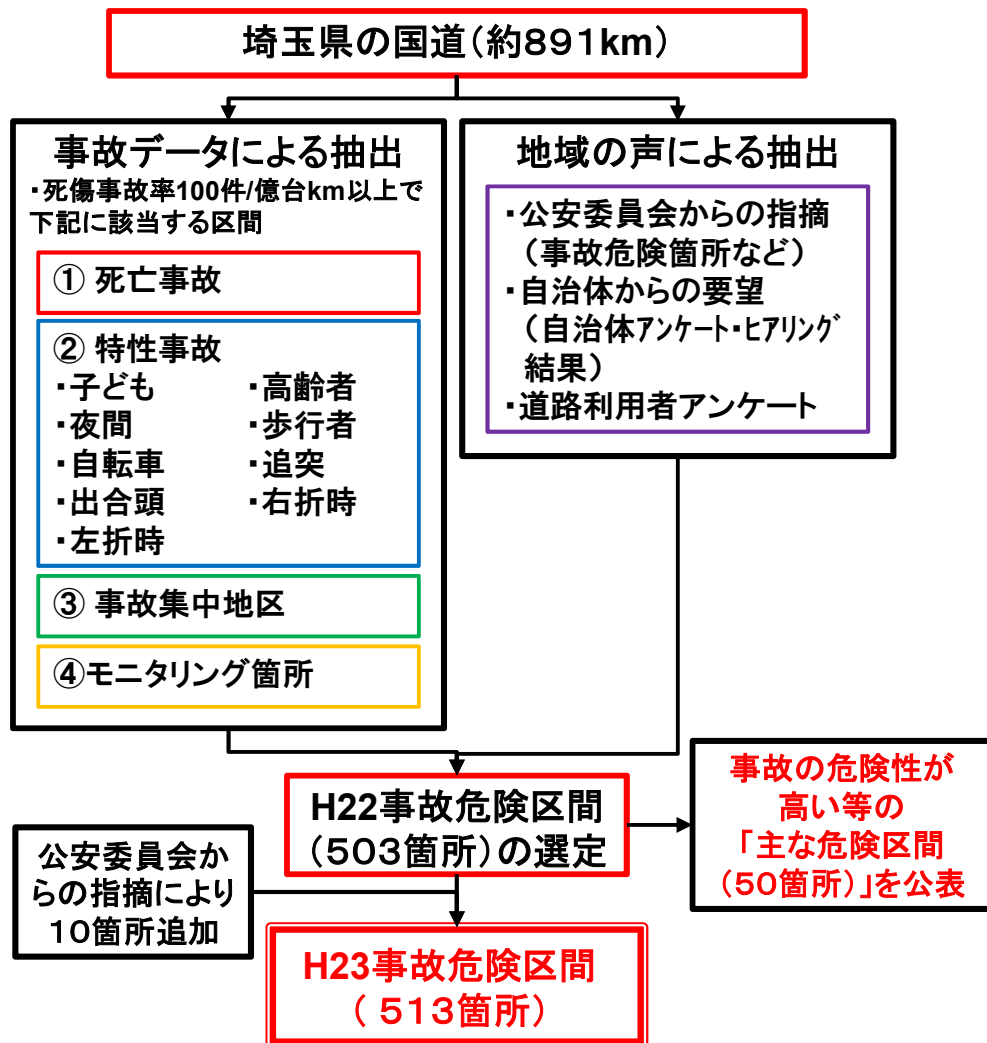 埼玉県の国道(約891km)
事故データによる抽出
・死傷事故率100件/億台km以上で
下記に該当する区間
① 死亡事故
② 特性事故
・子ども ・高齢者
・夜間 ・歩行者
・自転車 ・追突
・出合頭 ・右折時
・左折時
③ 事故集中地区
④モニタリング箇所
地域の声による抽出
・公安委員会からの指摘
(事故危険箇所など)
・自治体からの要望
(自治体アンケート・ヒアリング
結果)
・道路利用者アンケート
H22事故危険区間
(503箇所)の選定
事故の危険性が
高い等の
「主な危険区間
(50箇所)」を公表
公安委員会か
らの指摘により
10箇所追加
H23事故危険区間
( 513箇所)